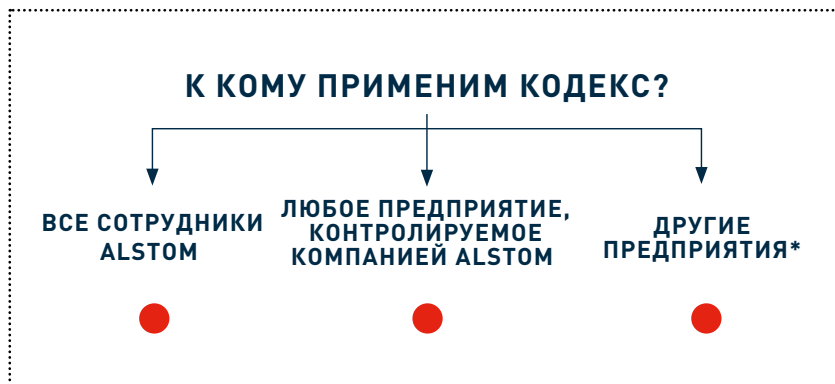 К КОМУ ПРИМЕНИМ КОДЕКС?
ВСЕ СОТРУДНИКИ
ALSTOM
ЛЮБОЕ ПРЕДПРИЯТИЕ,
КОНТРОЛИРУЕМОЕ
КОМПАНИЕЙ ALSTOM
ДРУГИЕ
ПРЕДПРИЯТИЯ*